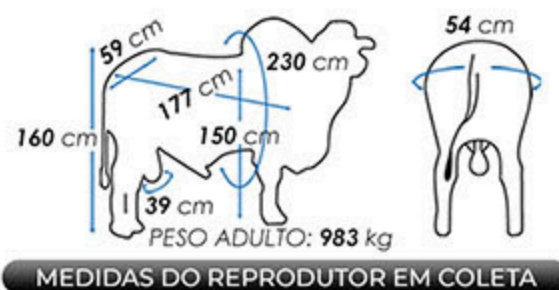 54 cm
59 cm
230 cm
177 cm
160 cm
150 cm
39 cm
PESO ADULTO: 983 kg
MEDIDAS DO REPRODUTOR EM COLETA